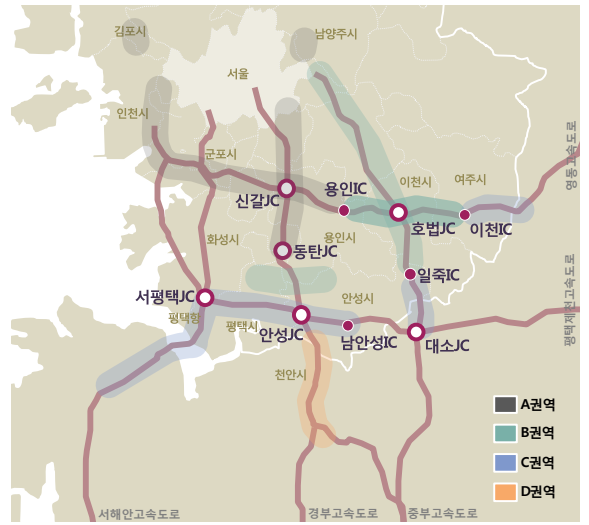 김포시
남양주시
서울
인천시
군포시
영동고속도로
용인IC
이천시
여주시
신갈JC
호법JC
이천IC
화성시
용인시
동탄JC
일죽IC
서평택JC
안성시
평택항
평택시
안성JC
남안성IC
대소JC
평택제천고속도로
천안시
A권역
B권역
C권역
D권역
서해안고속도로
경부고속도로
중부고속도로